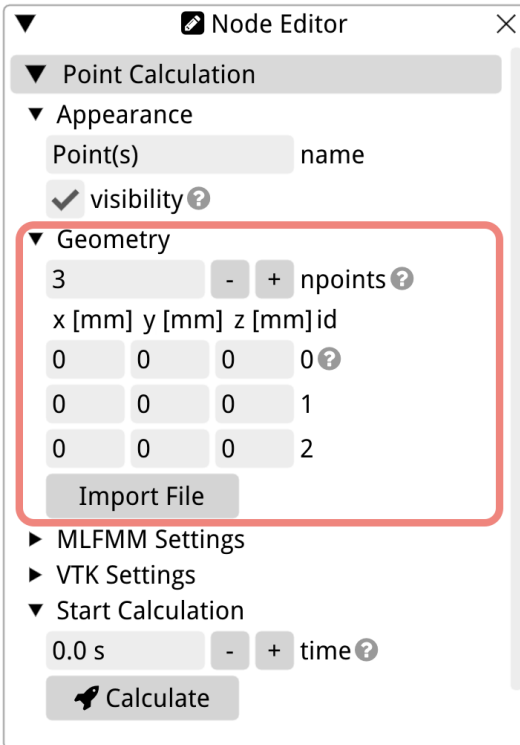 Node Editor
Point Calculation
Appearance
Point(s) name
visibility ?
Geometry
3 - + npoints ?
x [mm] y [mm] z [mm] id
0 0 0 0 ?
0 0 0 1
0 0 0 2
Import File
MLFMM Settings
VTK Settings
Start Calculation
0.0 s - + time ?
Calculate